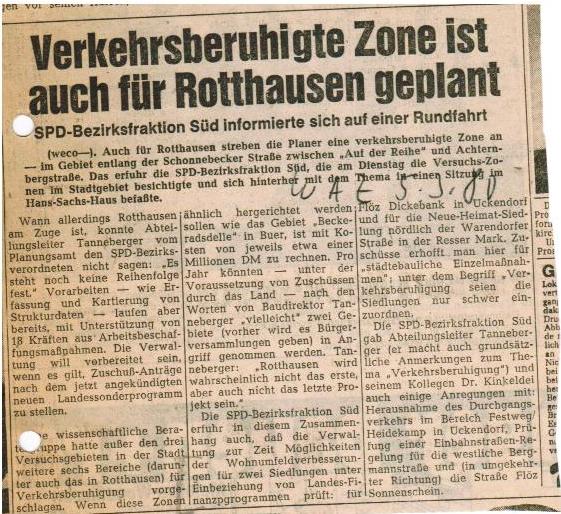 gen vor seinen
Verkehrsberuhigte Zone ist
auch für Rotthausen geplant
SPD-Bezirksfraktion Süd informierte sich auf einer Rundfahrt
(weco—). Auch für Rotthausen streben die Planer eine verkehrsberuhigte Zone an
— im Gebiet entlang der Schonnebecker Straße zwischen „Auf der Reihe" und Achtern-
bergstraße. Das erfuhr die SPD-Bezirksfraktion Süd, die am Dienstag die Versuchs-Zo-
nen im Stadtgebiet besichtigte und sich hinterher mit dem Thema in einer Sitzung im
Hans-Sachs-Haus befaßte.
WAZ 5.3.80
Wann allerdings Rotthausen
am Zuge ist, konnte Abtei-
lungsleiter Tanneberger vom
Planungsamt den SPD-Bezirks-
verordneten nicht sagen: „Es
steht noch keine Reihenfolge
fest." Vorarbeiten — wie Er-
fassung und Kartierung von
Strukturdaten — laufen aber
bereits, mit Unterstützung von
18 Kräften aus Arbeitsbeschaf-
fungsmaßnahmen. Die Verwal-
tung will vorbereitet sein,
wenn es gilt, Zuschuß-Anträge
nach dem jetzt angekündigten
neuen Landessonderprogramm
zu stellen.
e wissenschaftliche Bera-
gruppe hatte außer den drei
Versuchsgebieten in der Stadt
weitere sechs Bereiche (darun-
ter auch das in Rotthausen) für
Verkehrsberuhigung vorge-
schlagen. Wenn diese Zonen
ähnlich hergerichtet werden
sollen wie das Gebiet „Becke-
radsdelle" in Buer, ist mit Ko-
sten von jeweils etwa einer
Millionen DM zu rechnen. Pro
Jahr könnten — unter der
Voraussetzung von Zuschüssen
durch das Land — nach den
Worten von Baudirektor Tan-
neberger „vielleicht" zwei Ge-
biete (vorher wird es Bürger-
versammlungen geben) in An-
griff genommen werden. Tan-
neberger: „Rotthausen wird
wahrscheinlich nicht das erste,
aber auch nicht das letzte Pro-
jekt sein."
Die SPD-Bezirksfraktion Süd
erfuhr in diesem Zusammen-
hang auch, daß die Verwal-
tung zur Zeit Möglichkeiten
der Wohnumfeldverbesserun-
gen für zwei Siedlungen unter
Einbeziehung von Landes-Fi-
nanzprogrammen prüft: für
Flöz Dickebank in Ückendorf
und für die Neue-Heimat-Sied-
lung nördlich der Warendorfer
Straße in der Resser Mark. Zu-
schüsse erhofft man hier für
„städtebauliche Einzelmaßnah-
men"; unter dem Begriff „Ver-
kehrsberuhigung seien die
Siedlungen nur schwer ein-
zuordnen.
Die SPD-Bezirksfraktion Süd
gab Abteilungsleiter Tanneber-
ger (er macht auch grundsätz-
liche Anmerkungen zum The-
ma „Verkehrsberuhigung") und
seinem Kollegen Dr. Kinkeldei
auch einige Anregungen mit:
Herausnahme des Durchgangs-
verkehrs im Bereich Festweg/
Heidekamp in Ückendorf, Prü-
fung einer Einbahnstraßen-Re-
gelung für die westliche Berg-
mannstraße und (in umgekehr-
ter Richtung) die Straße Flöz
Sonnenschein.